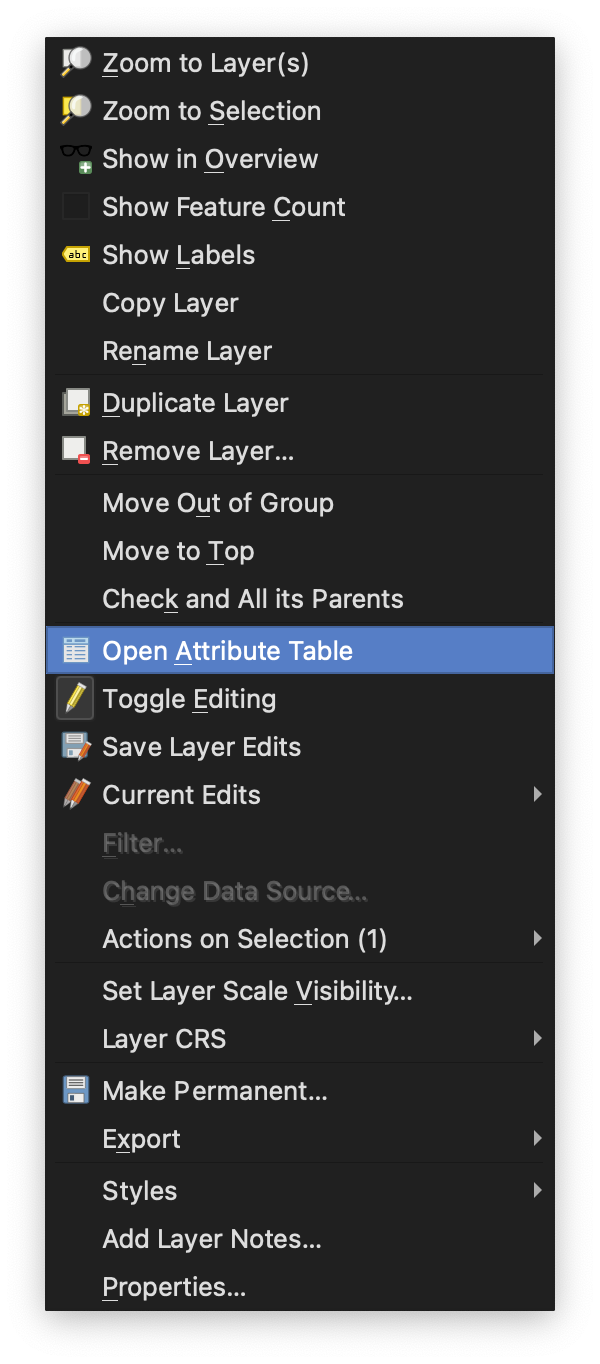 Zoom to Layer(s)
Zoom to Selection
Show in Overview
Show Feature Count
abc Show Labels
Copy Layer
Rename Layer
Duplicate Layer
Remove Layer…
Move Out of Group
Move to Top
Check and All its Parents
Open Attribute Table
Toggle Editing
Save Layer Edits
Current Edits
Filter…
Change Data Source…
Actions on Selection (1)
Set Layer Scale Visibility…
Layer CRS
Make Permanent…
Export
Styles
Add Layer Notes…
Properties…